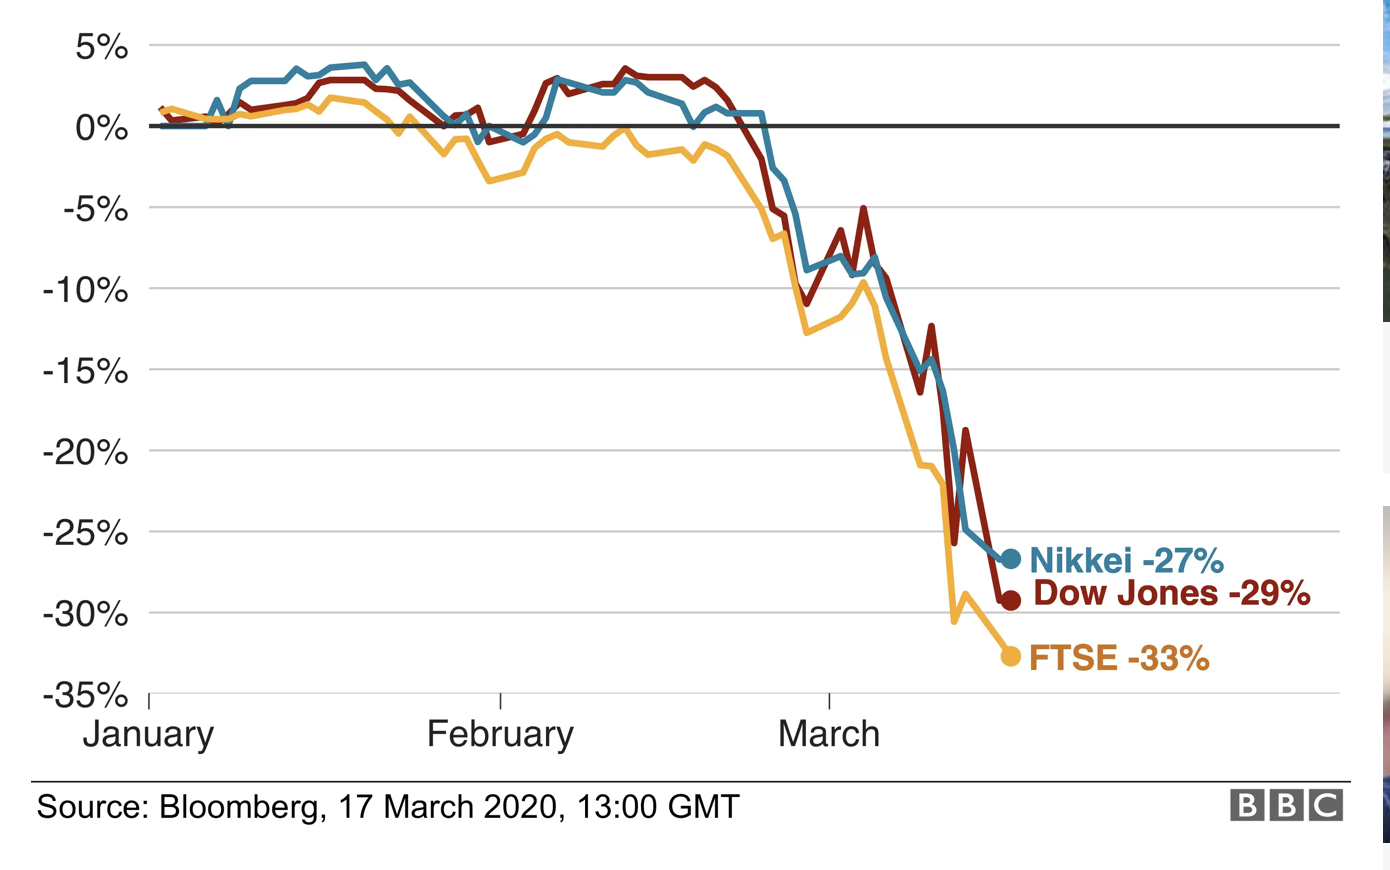 5%
0%
-5%
-10%
-15%
-20%
-25%
-30%
-35%
Nikkei -27%
Dow Jones -29%
FTSE -33%
January February March
Source: Bloomberg, 17 March 2020, 13:00 GMT
BBC